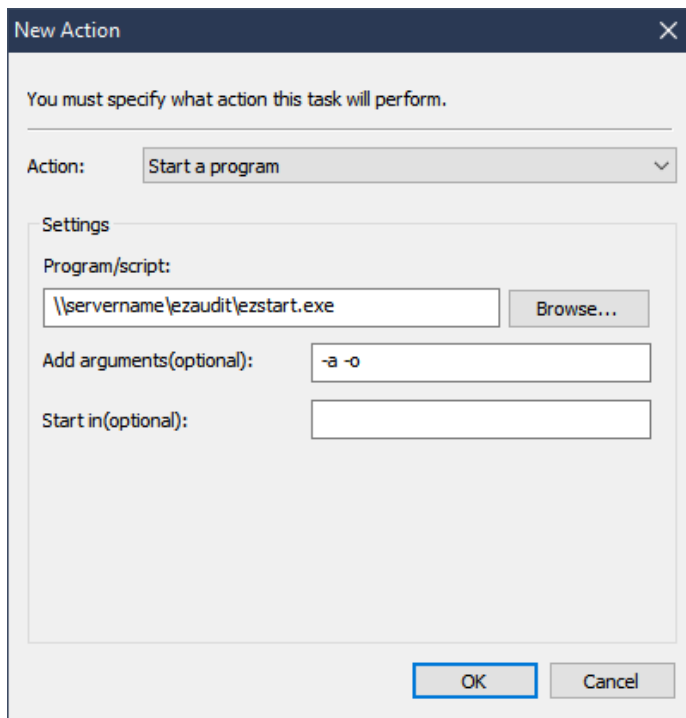 New Action
You must specify what action this task will perform.
Action: Start a program
Settings
Program/script:
\\servername\ezaudit\ezstart.exe Browse...
Add arguments(optional): -a -o
Start in(optional):
OK Cancel